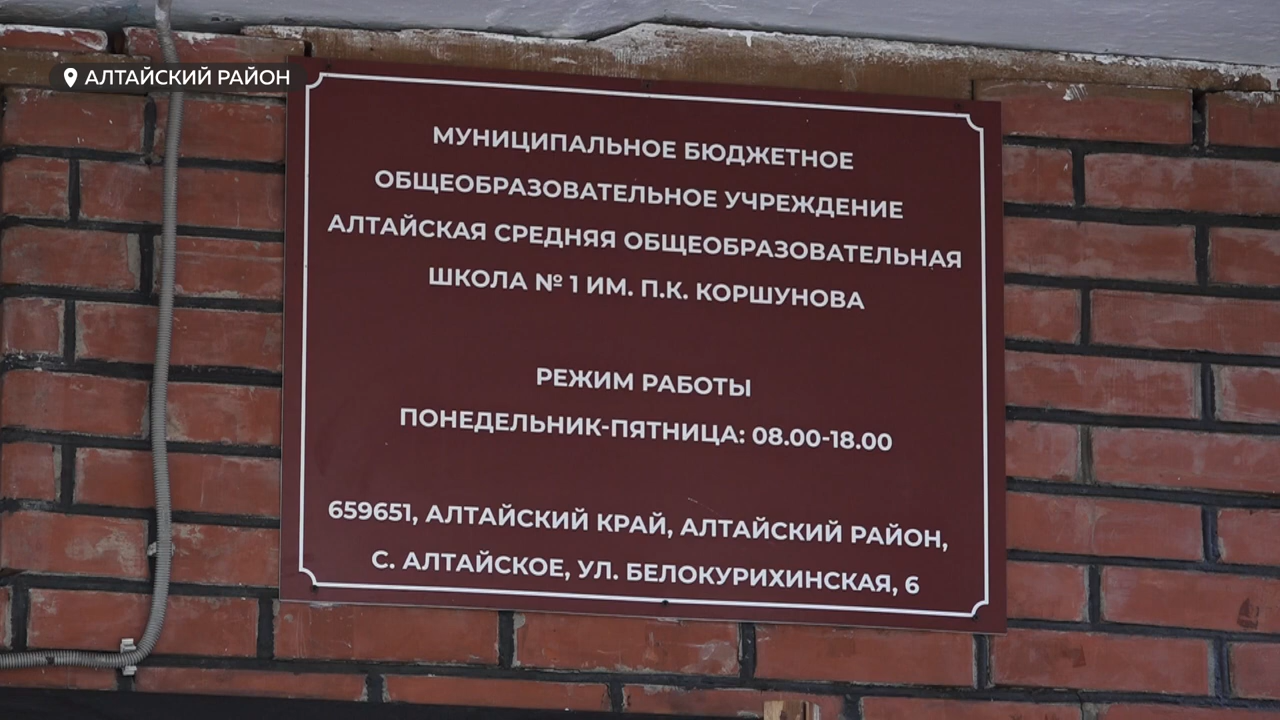 АЛТАЙСКИЙ РАЙОН
МУНИЦИПАЛЬНОЕ БЮДЖЕТНОЕ
ОБЩЕОБРАЗОВАТЕЛЬНОЕ УЧРЕЖДЕНИЕ
АЛТАЙСКАЯ СРЕДНЯЯ ОБЩЕОБРАЗОВАТЕЛЬНАЯ
ШКОЛА № 1 ИМ. П.К. КОРШУНОВА
РЕЖИМ РАБОТЫ
ПОНЕДЕЛЬНИК-ПЯТНИЦА: 08.00-18.00
659651, АЛТАЙСКИЙ КРАЙ, АЛТАЙСКИЙ РАЙОН,
С. АЛТАЙСКОЕ, УЛ. БЕЛОКУРИХИНСКАЯ, 6